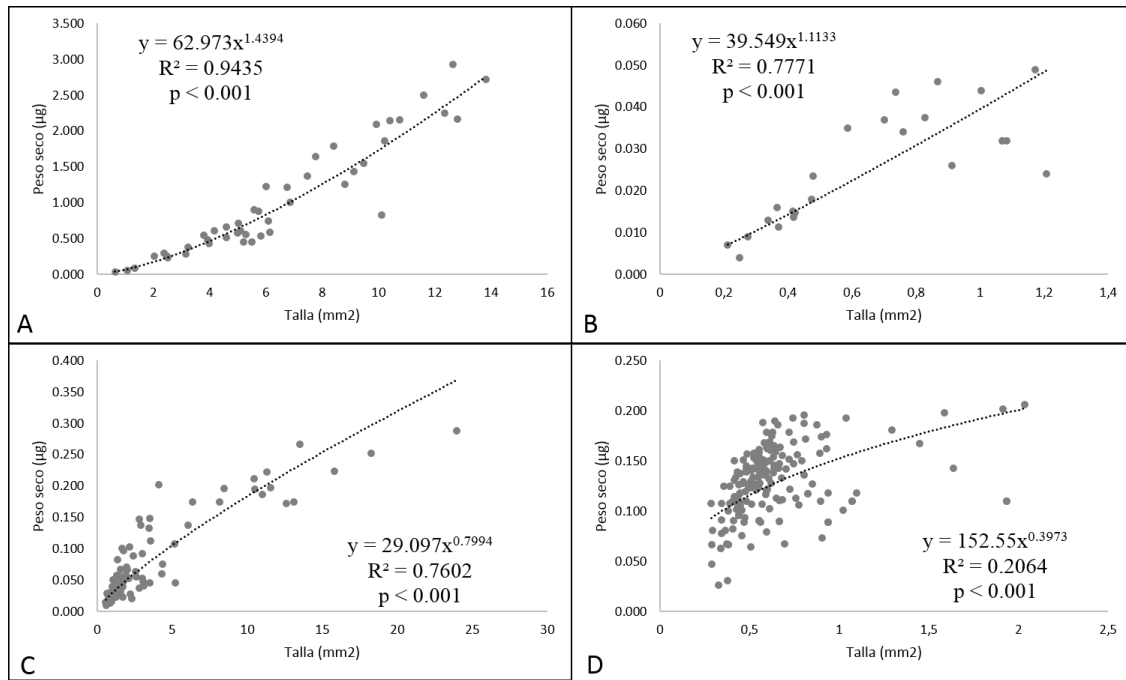 y = 62.973x^1.4394
R² = 0.9435
p < 0.001
Peso seco (µg)
3.500
3.000
2.500
2.000
1.500
1.000
0.500
0.000
0 2 4 6 8 10 12 14 16
Talla (mm2)
A
y = 39.549x^1.1133
R² = 0.7771
p < 0.001
Peso seco (µg)
0.060
0.050
0.040
0.030
0.020
0.010
0.000
0 0,2 0,4 0,6 0,8 1 1,2 1,4
Talla (mm2)
B
Peso seco (µg)
0.400
0.350
0.300
0.250
0.200
0.150
0.100
0.050
0.000
y = 29.097x^0.7994
R² = 0.7602
p < 0.001
0 5 10 15 20 25 30
Talla (mm2)
C
Peso seco (µg)
0.250
0.200
0.150
0.100
0.050
0.000
y = 152.55x^0.3973
R² = 0.2064
p < 0.001
0 0,5 1 1,5 2 2,5
Talla (mm2)
D